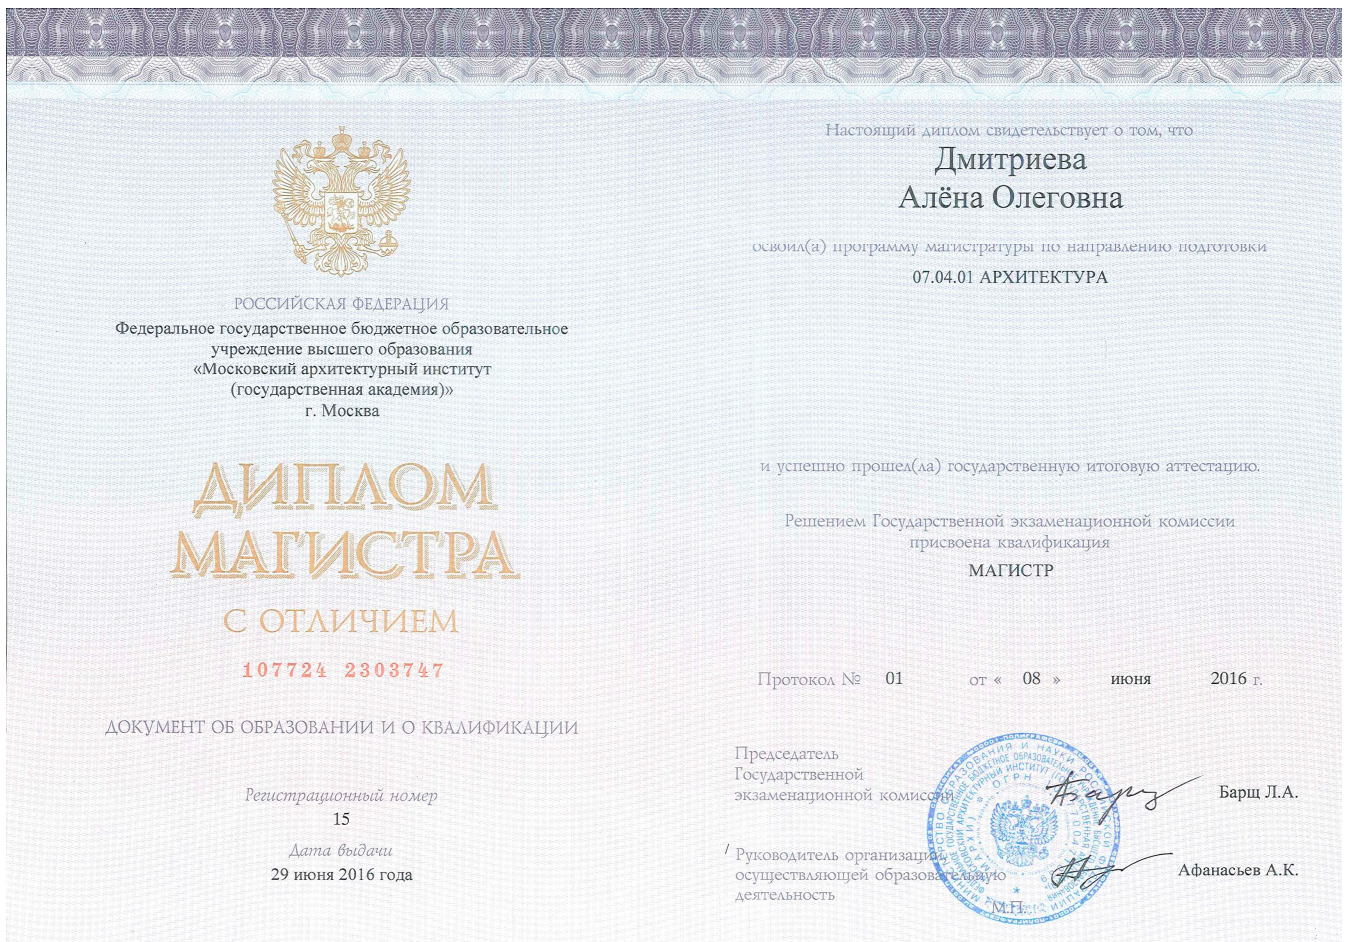 РОССИЙСКАЯ ФЕДЕРАЦИЯ
Федеральное государственное бюджетное образовательное
учреждение высшего образования
«Московский архитектурный институт
(государственная академия)»
г. Москва
ДИПЛОМ
МАГИСТРА
С ОТЛИЧИЕМ
107724 2303747
ДОКУМЕНТ ОБ ОБРАЗОВАНИИ И О КВАЛИФИКАЦИИ
Регистрационный номер
15
Дата выдачи
29 июня 2016 года
Настоящий диплом свидетельствует о том, что
Дмитриева
Алёна Олеговна
освоил(а) программу магистратуры по направлению подготовки
07.04.01 АРХИТЕКТУРА
и успешно прошел(ла) государственную итоговую аттестацию.
Решением Государственной экзаменационной комиссии
присвоена квалификация
МАГИСТР
Протокол № 01 от « 08 » июня 2016 г.
Председатель
Государственной
экзаменационной комиссии
Барщ Л.А.
/ Руководитель организации,
осуществляющей образовательную
деятельность
Афанасьев А.К.
М.П.